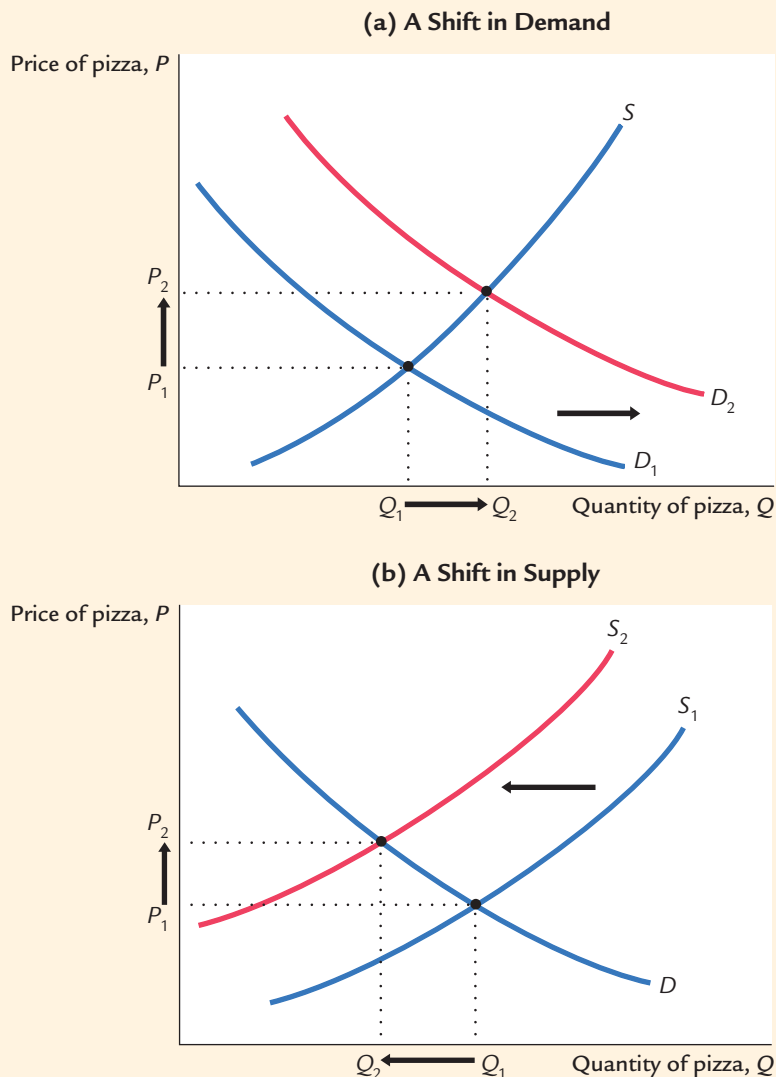 (a) A Shift in Demand
Price of pizza, P
S
P2
P1
D2
D1
Q1 Q2 Quantity of pizza, Q
(b) A Shift in Supply
Price of pizza, P
S2
S1
P2
P1
D
Q2 Q1 Quantity of pizza, Q